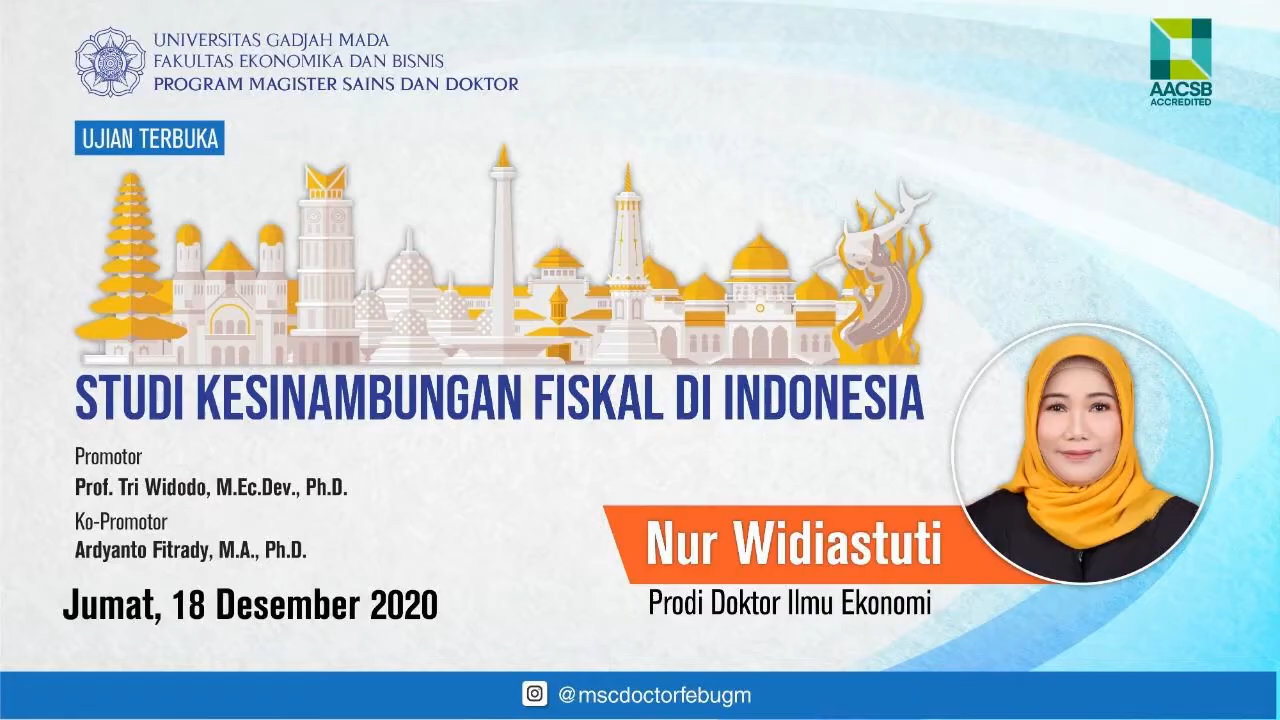 UNIVERSITAS GADJAH MADA
FAKULTAS EKONOMIKA DAN BISNIS
PROGRAM MAGISTER SAINS DAN DOKTOR
AACSB
ACCREDITED
UJIAN TERBUKA
STUDI KESINAMBUNGAN FISKAL DI INDONESIA
Promotor
Prof. Tri Widodo, M.Ec.Dev., Ph.D.
Ko-Promotor
Ardyanto Fitrady, M.A., Ph.D.
Jumat, 18 Desember 2020
Nur Widiastuti
Prodi Doktor Ilmu Ekonomi
@mscdoctorfebugm